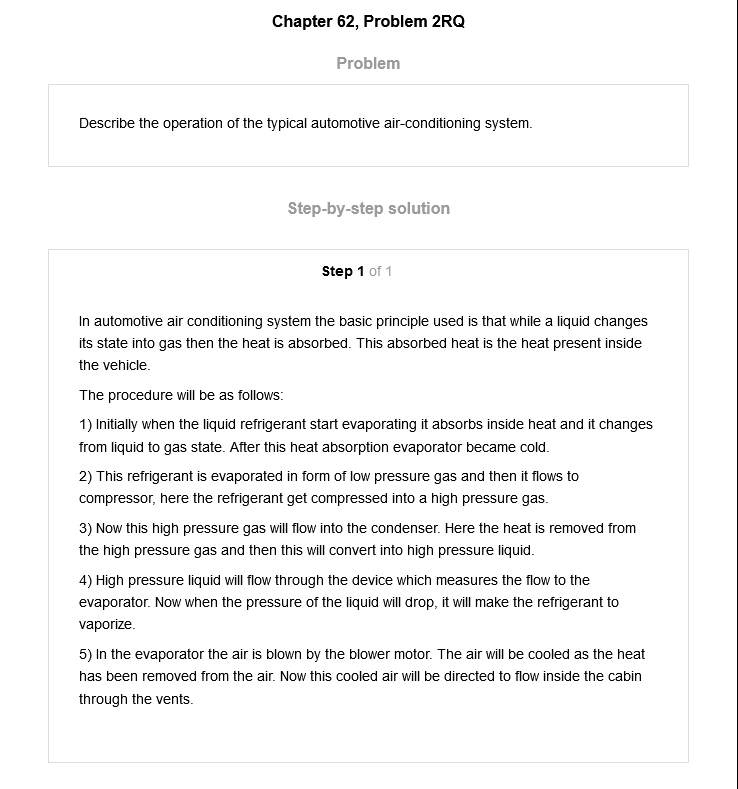 Chapter 62, Problem 2RQ
Problem
Describe the operation of the typical automotive air-conditioning system.
Step-by-step solution
Step 1 of 1
In automotive air conditioning system the basic principle used is that while a liquid changes
its state into gas then the heat is absorbed. This absorbed heat is the heat present inside
the vehicle.
The procedure will be as follows:
1) Initially when the liquid refrigerant start evaporating it absorbs inside heat and it changes
from liquid to gas state. After this heat absorption evaporator became cold.
2) This refrigerant is evaporated in form of low pressure gas and then it flows to
compressor, here the refrigerant get compressed into a high pressure gas.
3) Now this high pressure gas will flow into the condenser. Here the heat is removed from
the high pressure gas and then this will convert into high pressure liquid.
4) High pressure liquid will flow through the device which measures the flow to the
evaporator. Now when the pressure of the liquid will drop, it will make the refrigerant to
vaporize.
5) In the evaporator the air is blown by the blower motor. The air will be cooled as the heat
has been removed from the air. Now this cooled air will be directed to flow inside the cabin
through the vents.